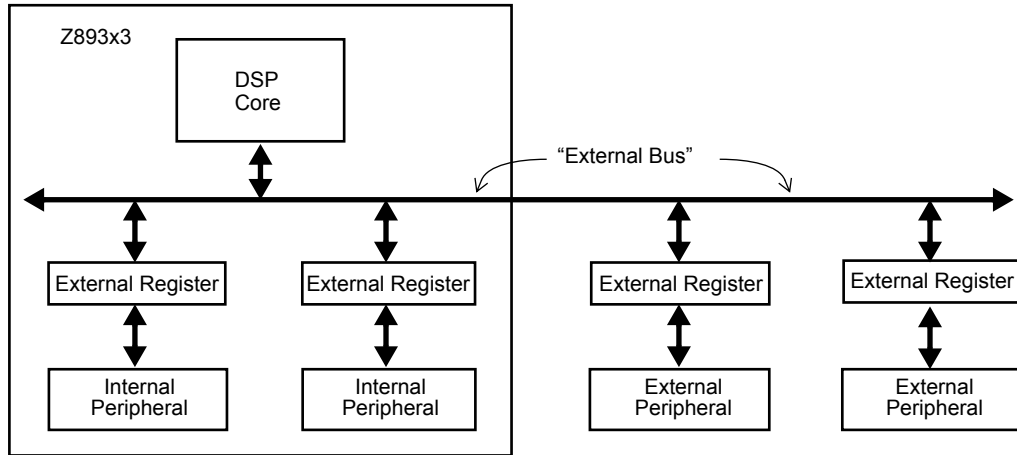 Z893x3
DSP
Core
“External Bus”
External Register
External Register
External Register
External Register
Internal
Peripheral
Internal
Peripheral
External
Peripheral
External
Peripheral